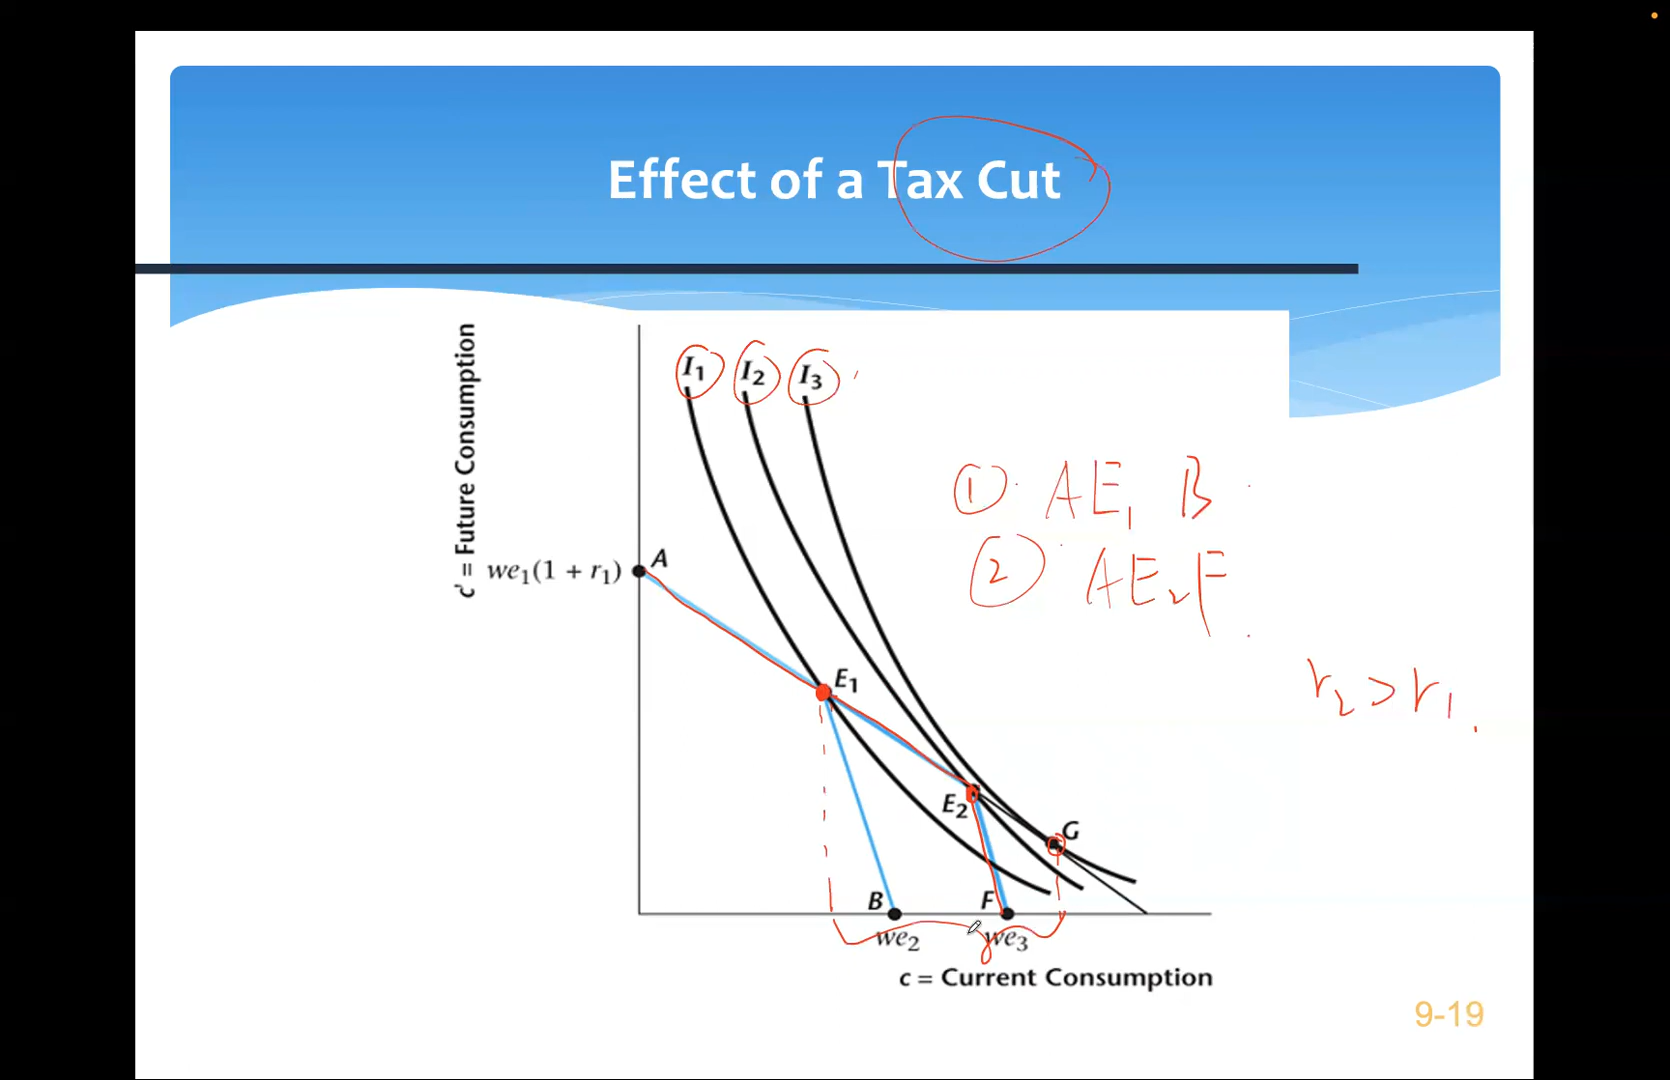 Effect of a Tax Cut
I₁ I₂ I₃
c' = Future Consumption
① AE₁ B
② AE₂F
we₁(1 + r₁) A
E₁
r₂ > r₁
E₂
G
B F
we₂ we₃
c = Current Consumption
9-19